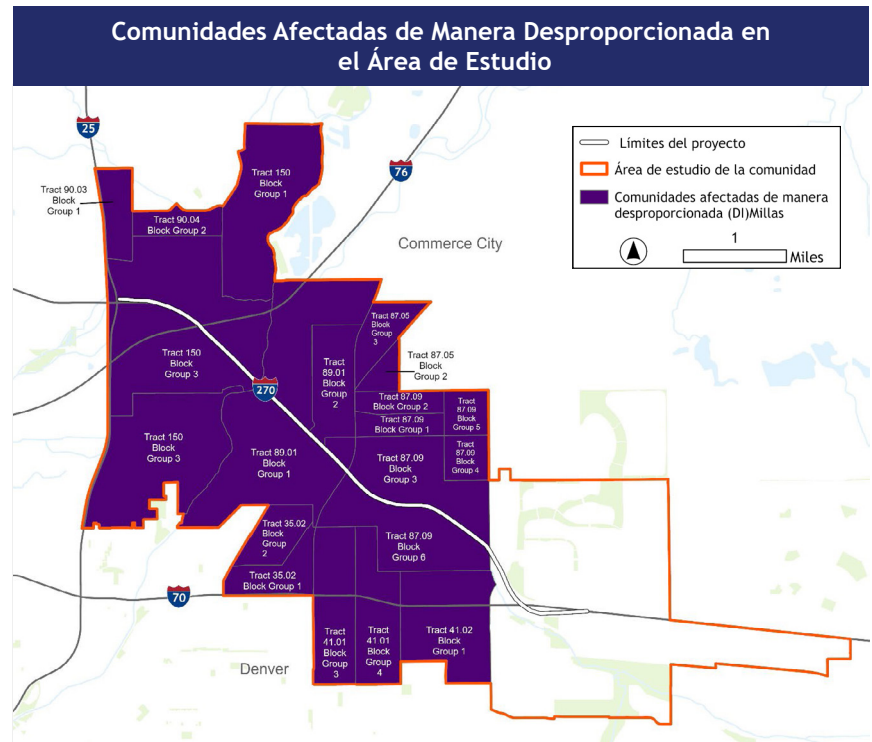 Comunidades Afectadas de Manera Desproporcionada en
el Área de Estudio
25
76
270
70
Límites del proyecto
Área de estudio de la comunidad
Comunidades afectadas de manera
desproporcionada (DI)Millas
1
Miles
Commerce City
Denver
Tract 90.03
Block
Group 1
Tract 90.04
Block Group 2
Tract 150
Block
Group 1
Tract 150
Block
Group 3
Tract 150
Block
Group 3
Tract 89.01
Block
Group 1
Tract
89.01
Block
Group
2
Tract 87.05
Block
Group
3
Tract 87.05
Block
Group 2
Tract 87.09
Block Group 2
Tract 87.09
Block Group 1
Tract
87.09
Block
Group 5
Tract
87.09
Block
Group 4
Tract 87.09
Block
Group 3
Tract 87.09
Block
Group 6
Tract 35.02
Block
Group
2
Tract 35.02
Block Group 1
Tract
41.01
Block
Group
3
Tract
41.01
Block
Group
4
Tract 41.02
Block
Group 1